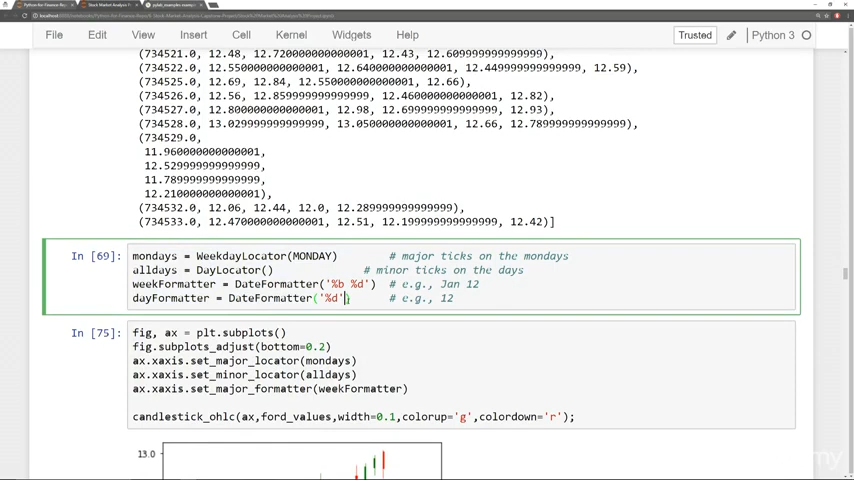 File Edit View Insert Cell Kernel Widgets Help Trusted Python 3
(734521.0, 12.48, 12.720000000000001, 12.43, 12.609999999999999),
(734522.0, 12.550000000000001, 12.640000000000001, 12.449999999999999, 12.59),
(734525.0, 12.69, 12.84, 12.550000000000001, 12.66),
(734526.0, 12.56, 12.859999999999999, 12.460000000000001, 12.82),
(734527.0, 12.800000000000001, 12.98, 12.699999999999999, 12.93),
(734528.0, 13.029999999999999, 13.050000000000001, 12.66, 12.789999999999999),
(734529.0,
11.960000000000001,
12.529999999999999,
11.789999999999999,
12.210000000000001),
(734532.0, 12.06, 12.44, 12.0, 12.289999999999999),
(734533.0, 12.470000000000001, 12.51, 12.199999999999999, 12.42)]
In [69]: mondays = WeekdayLocator(MONDAY) # major ticks on the mondays
alldays = DayLocator() # minor ticks on the days
weekFormatter = DateFormatter('%b %d') # e.g., Jan 12
dayFormatter = DateFormatter('%d') # e.g., 12
In [75]: fig, ax = plt.subplots()
fig.subplots_adjust(bottom=0.2)
ax.xaxis.set_major_locator(mondays)
ax.xaxis.set_minor_locator(alldays)
ax.xaxis.set_major_formatter(weekFormatter)
candlestick_ohlc(ax,ford_values,width=0.1,colorup='g',colordown='r');
13.0